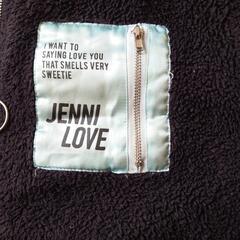 I WANT TO
SAYING LOVE YOU
THAT SMELLS VERY
SWEETIE
JENNI
LOVE